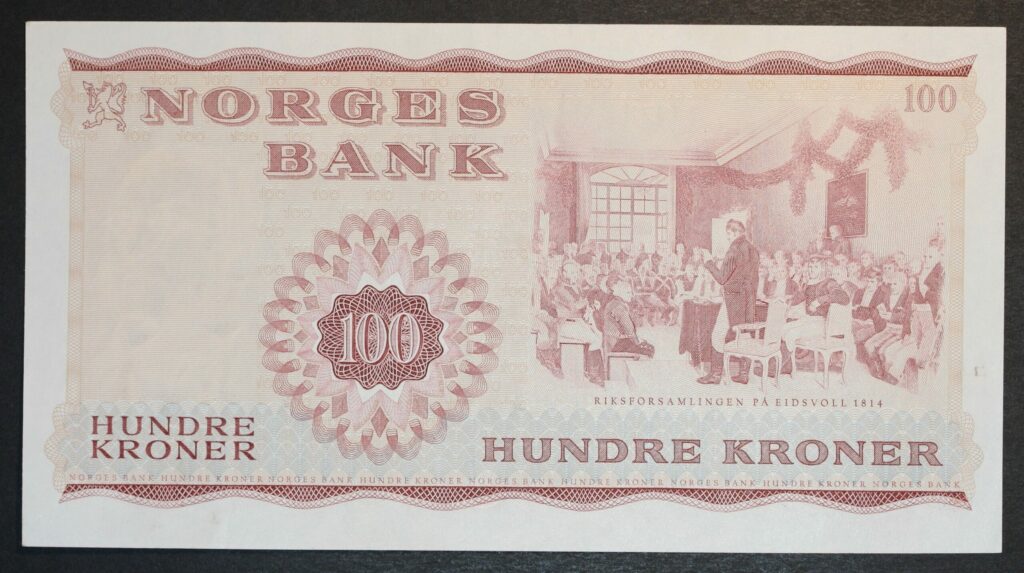 NORGES
BANK
100
100
RIKSFORSAMLINGEN PÅ EIDSVOLL 1814
HUNDRE
KRONER
HUNDRE KRONER
NORGES BANK HUNDRE KRONER NORGES BANK HUNDRE KRONER NORGES BANK HUNDRE KRONER NORGES BANK HUNDRE KRONER NORGES BANK